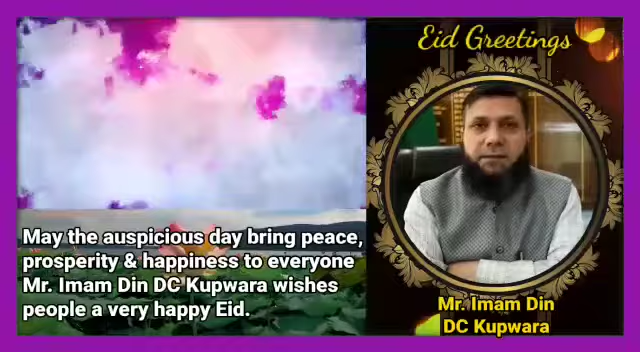 Eid Greetings
May the auspicious day bring peace,
prosperity & happiness to everyone
Mr. Imam Din DC Kupwara wishes
people a very happy Eid.
Mr. Imam Din
DC Kupwara